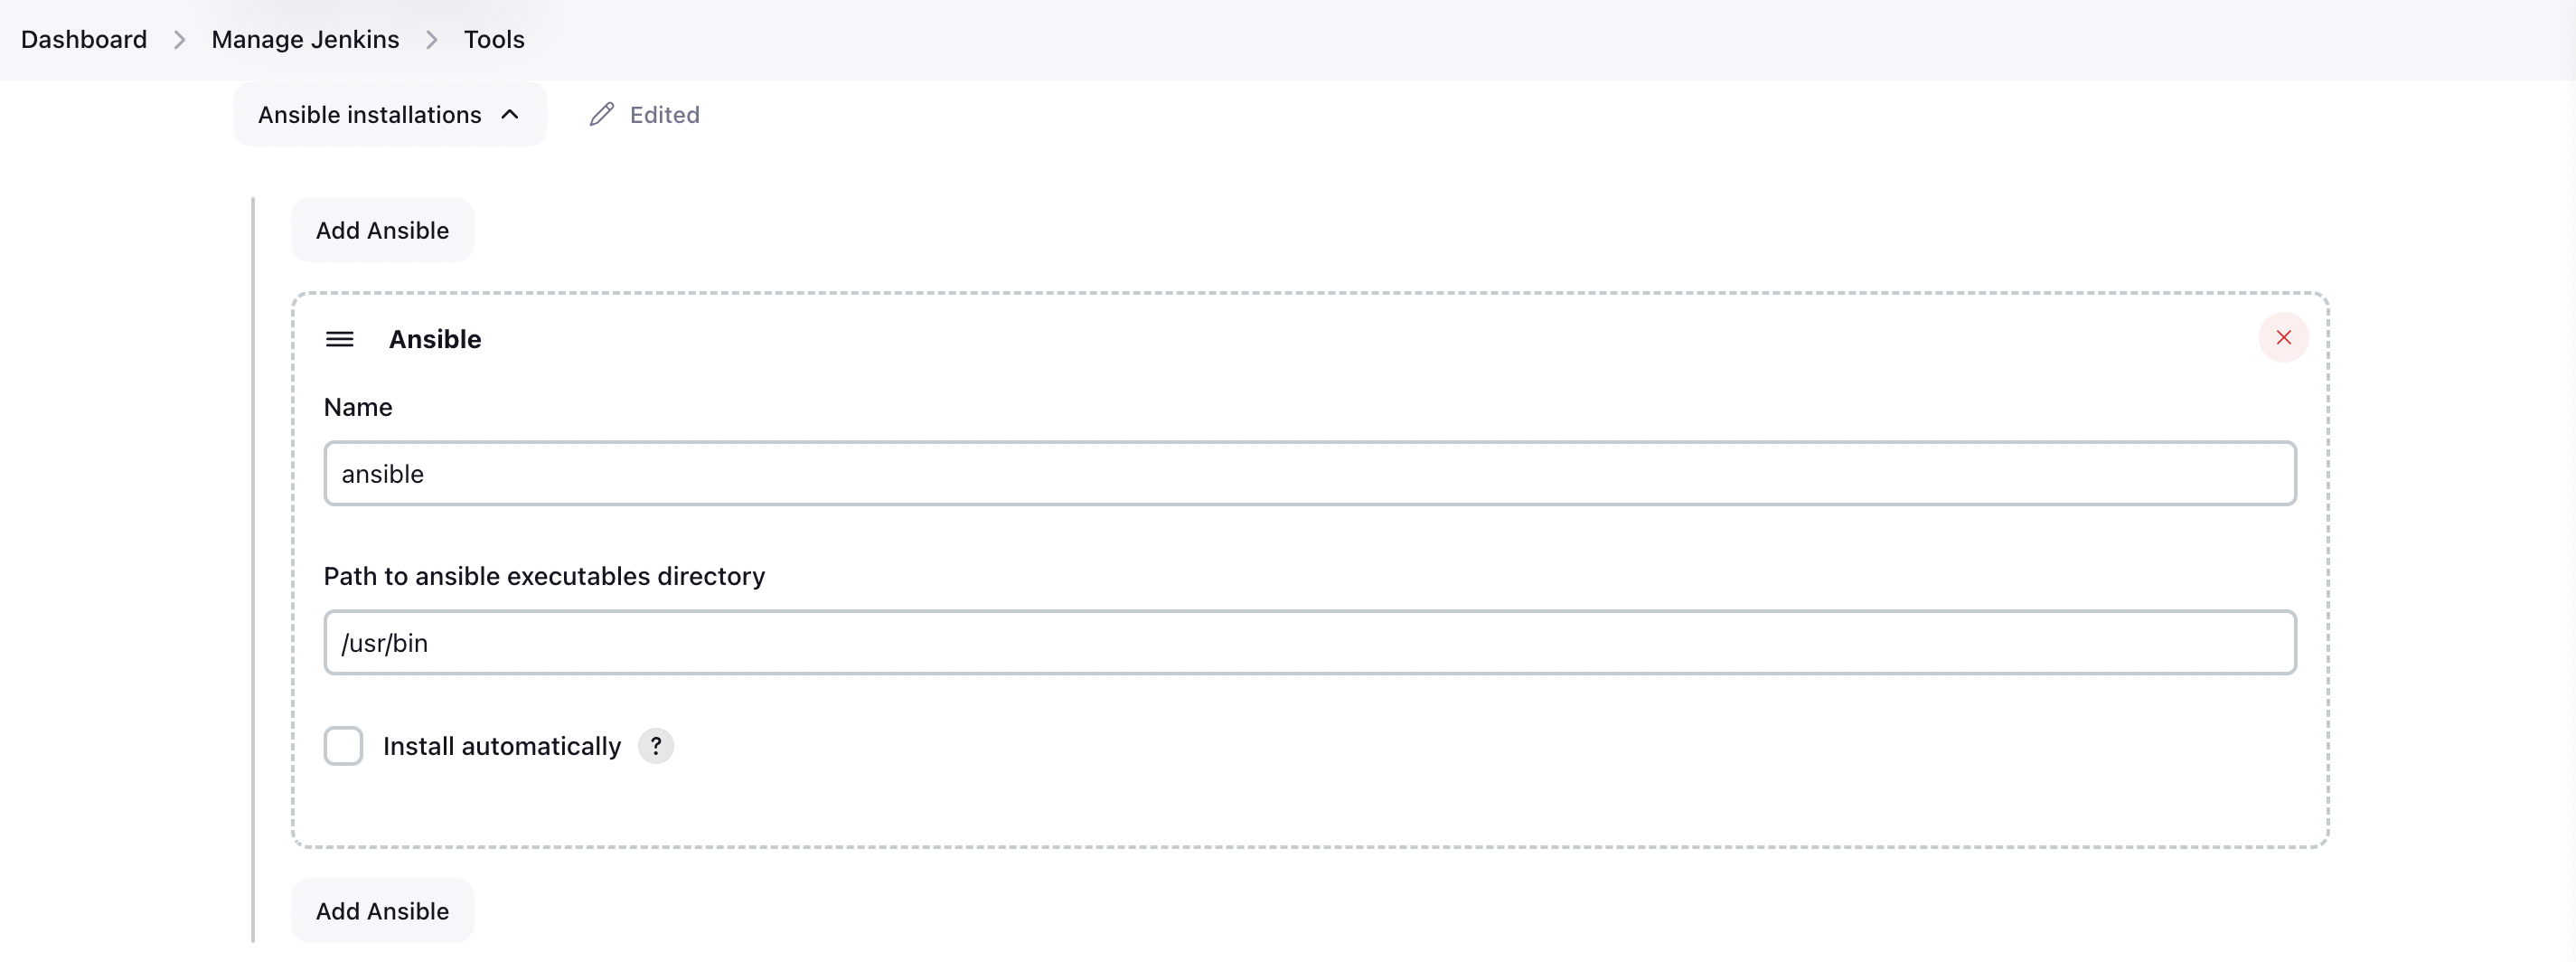 Dashboard > Manage Jenkins > Tools
Ansible installations Edited
Add Ansible
Ansible
Name
ansible
Path to ansible executables directory
/usr/bin
Install automatically ?
Add Ansible